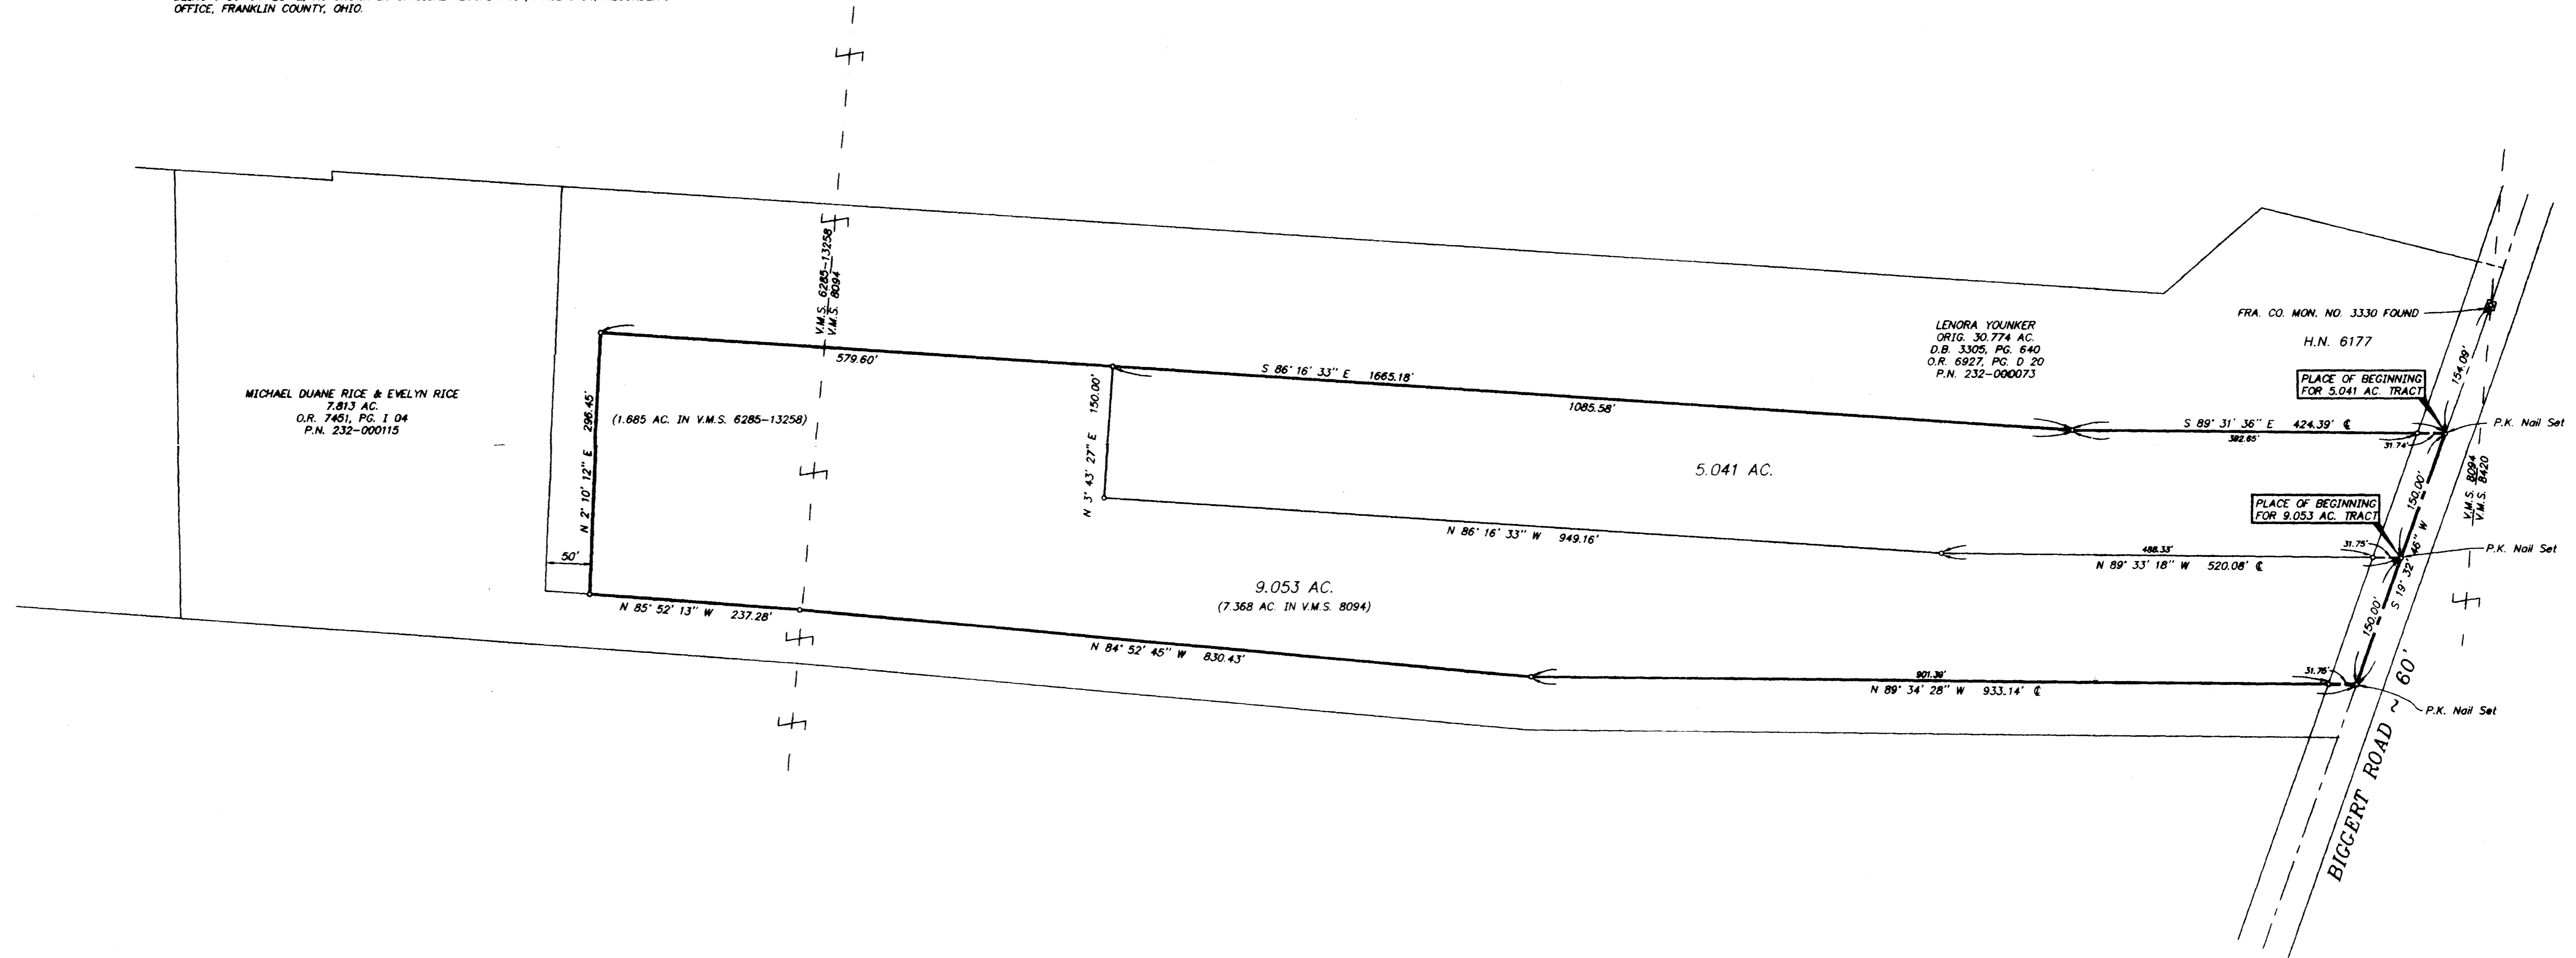 OFFICE, FRANKLIN COUNTY, OHIO.
V.M.S. 6285-13258
V.M.S. 8094
579.60'
S 86° 16' 33" E 1665.18'
1085.58'
LENORA YOUNKER
ORIG. 30.774 AC.
D.B. 3305, PG. 640
O.R. 6927, PG. D 20
P.N. 232-000073
FRA. CO. MON. NO. 3330 FOUND
H.N. 6177
154.09'
PLACE OF BEGINNING
FOR 5.041 AC. TRACT
MICHAEL DUANE RICE & EVELYN RICE
7.813 AC.
O.R. 7451, PG. I 04
P.N. 232-000115
N 2° 10' 12" E 296.45'
(1.685 AC. IN V.M.S. 6285-13258)
N 3° 43' 27" E 150.00'
S 89° 31' 36" E 424.39' ℄
31.74'
P.K. Nail Set
5.041 AC.
V.M.S. 8094
V.M.S. 8420
150.00'
PLACE OF BEGINNING
FOR 9.053 AC. TRACT
N 86° 16' 33" W 949.16'
488.33'
31.75'
P.K. Nail Set
N 89° 33' 18" W 520.08' ℄
50'
9.053 AC.
(7.368 AC. IN V.M.S. 8094)
S 19° 32' 46" W
150.00'
N 85° 52' 13" W 237.28'
N 84° 52' 45" W 830.43'
901.39'
N 89° 34' 28" W 933.14' ℄
P.K. Nail Set
BIGGERT ROAD ~ 60'